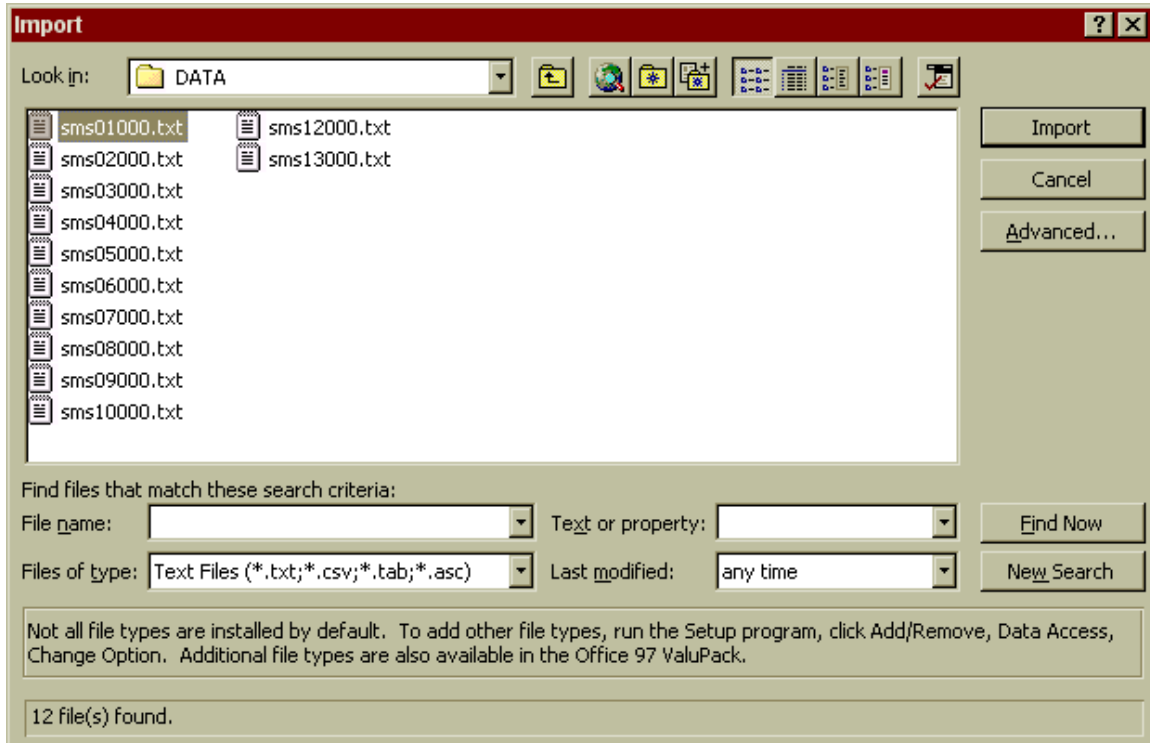 Import
Look in: DATA
sms01000.txt sms12000.txt
sms02000.txt sms13000.txt
sms03000.txt
sms04000.txt
sms05000.txt
sms06000.txt
sms07000.txt
sms08000.txt
sms09000.txt
sms10000.txt
Import
Cancel
Advanced...
Find files that match these search criteria:
File name: Text or property: Find Now
Files of type: Text Files (*.txt;*.csv;*.tab;*.asc) Last modified: any time New Search
Not all file types are installed by default. To add other file types, run the Setup program, click Add/Remove, Data Access,
Change Option. Additional file types are also available in the Office 97 ValuPack.
12 file(s) found.